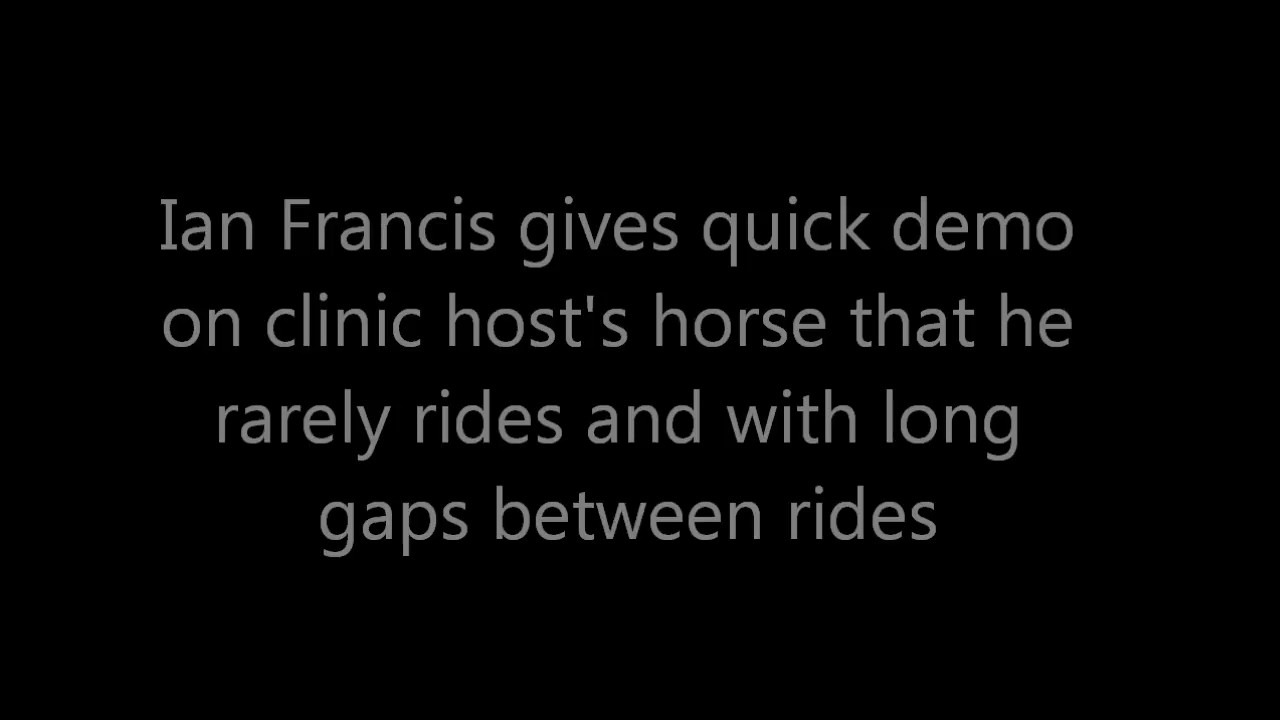 Ian Francis gives quick demo
on clinic host's horse that he
rarely rides and with long
gaps between rides